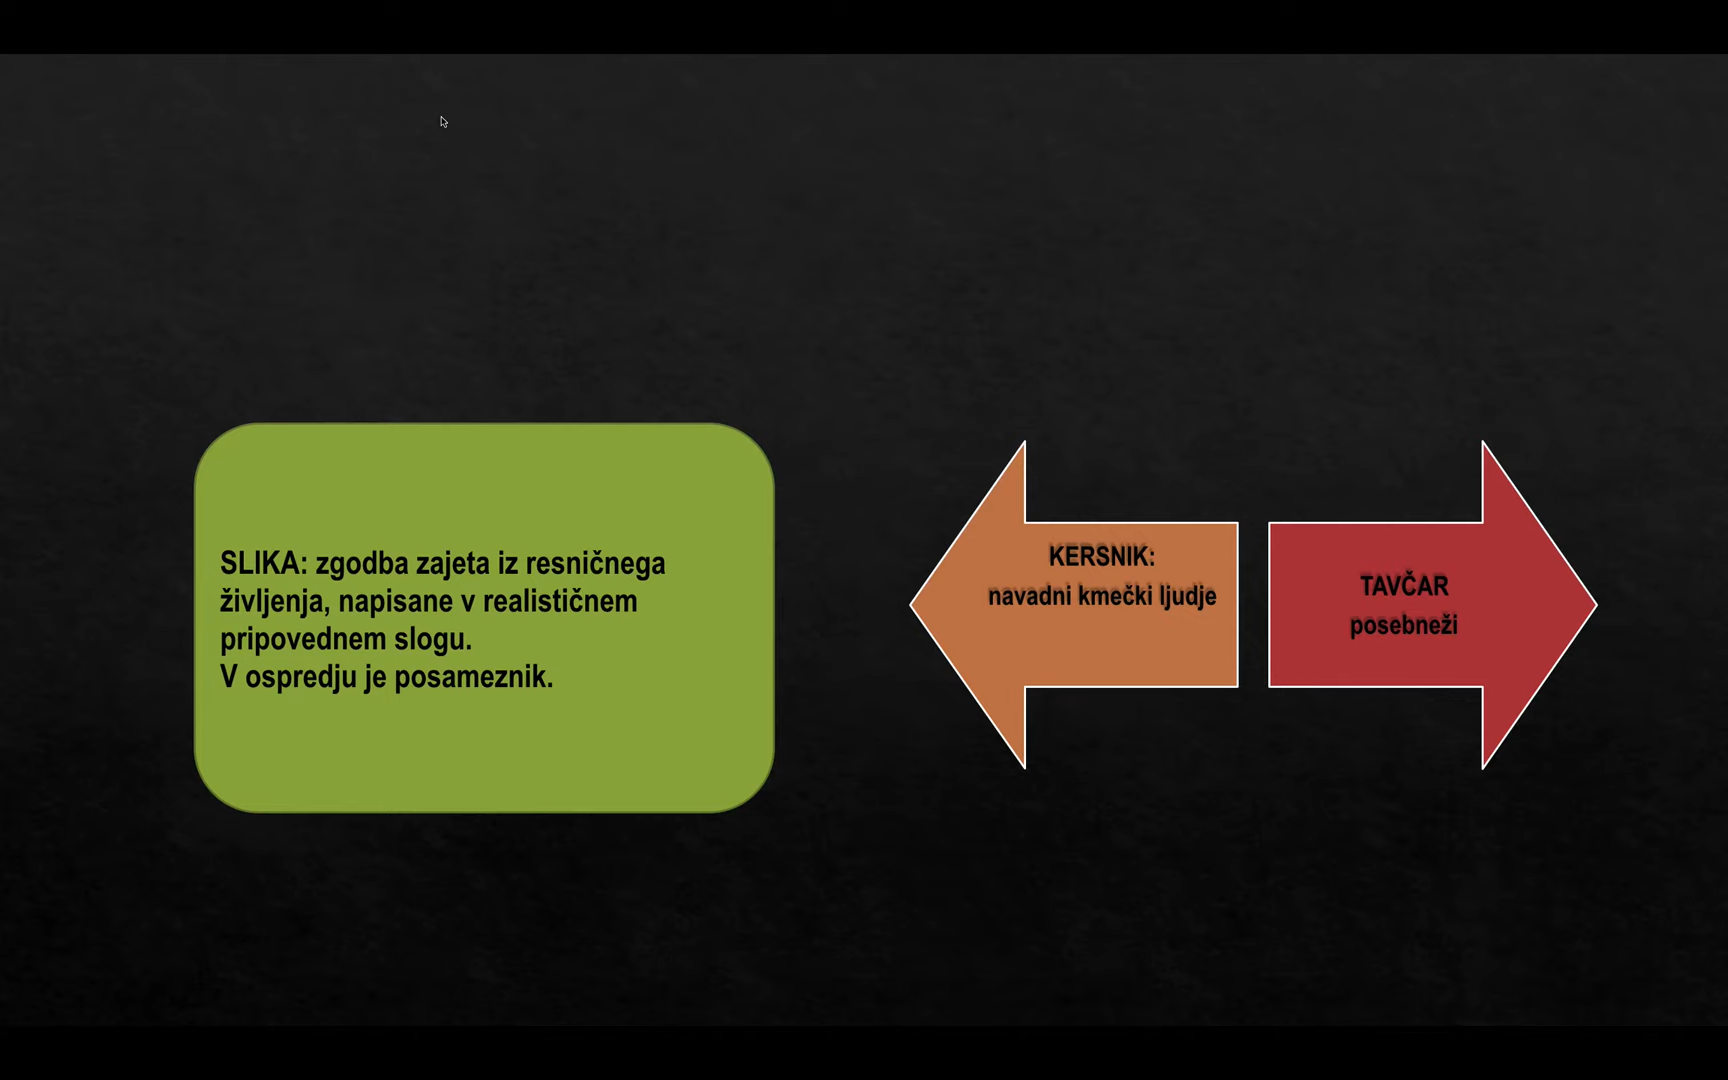 SLIKA: zgodba zajeta iz resničnega
življenja, napisane v realističnem
pripovednem slogu.
V ospredju je posameznik.
KERSNIK:
navadni kmečki ljudje
TAVČAR
posebneži